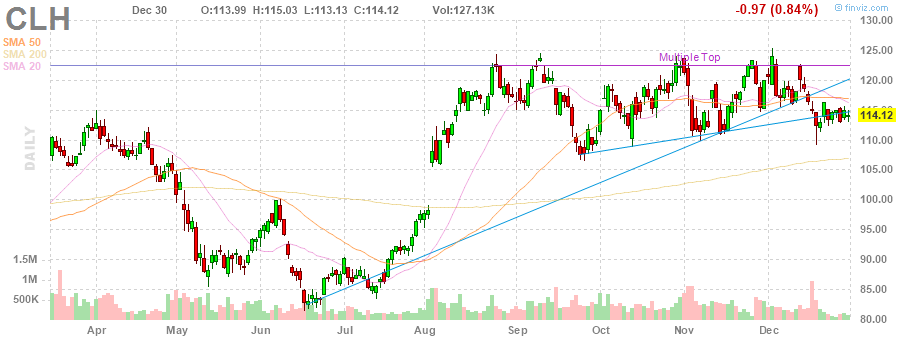 CLH Dec 30 O:113.99 H:115.03 L:113.13 C:114.12 Vol:127.13K -0.97 (0.84%) © finviz.com
SMA 50
SMA 200
SMA 20
DAILY
Multiple Top
130.00
125.00
120.00
114.12
110.00
105.00
100.00
95.00
90.00
85.00
80.00
1.5M
1M
500K
Apr May Jun Jul Aug Sep Oct Nov Dec